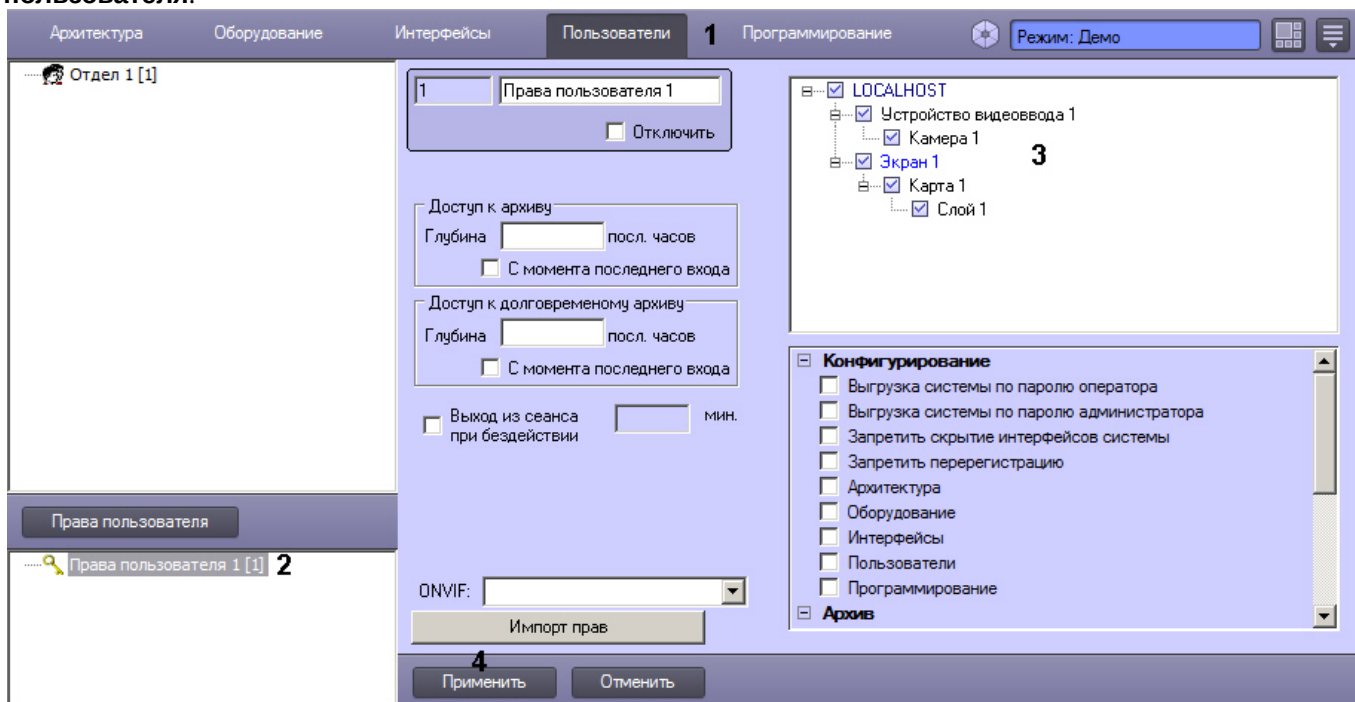 пользователя.
Архитектура Оборудование Интерфейсы Пользователи 1 Программирование Режим: Демо
Отдел 1 [1]
1 Права пользователя 1
Отключить
Доступ к архиву
Глубина посл. часов
С момента последнего входа
Доступ к долговременому архиву
Глубина посл. часов
С момента последнего входа
Выход из сеанса
при бездействии
мин.
ONVIF:
Импорт прав
4
Применить Отменить
Права пользователя
Права пользователя 1 [1] 2
LOCALHOST
Устройство видеоввода 1
Камера 1
3
Экран 1
Карта 1
Слой 1
Конфигурирование
Выгрузка системы по паролю оператора
Выгрузка системы по паролю администратора
Запретить скрытие интерфейсов системы
Запретить перерегистрацию
Архитектура
Оборудование
Интерфейсы
Пользователи
Программирование
Архив